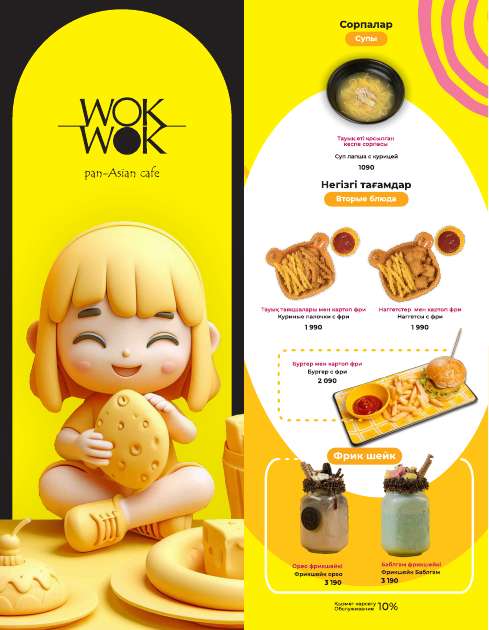 WOK
WOK
pan-Asian cafe
Сорпалар
Супы
Тауық еті қосылған
кеспе сорпасы
Суп лапша с курицей
1090
Негізгі тағамдар
Вторые блюда
Тауық таяқшалары мен картоп фри
Куриные палочки с фри
1 990
Наггетстер мен картоп фри
Наггетсы с фри
1 990
Бургер мен картоп фри
Бургер с фри
2 090
Фрик шейк
Орео фрикшейкі
Фрикшейк орео
3 190
Баблгам фрикшейкі
Фрикшейк Баблгам
3 190
Қызмет көрсету
Обслуживание 10%